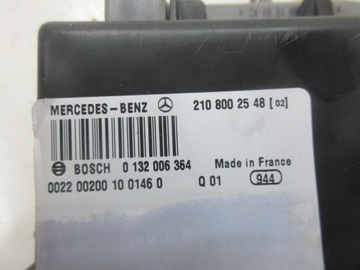 MERCEDES-BENZ 210 800 25 48 [02]
BOSCH 0 132 006 364 Made in France
0022 00200 10 0146 0 Q 01 944